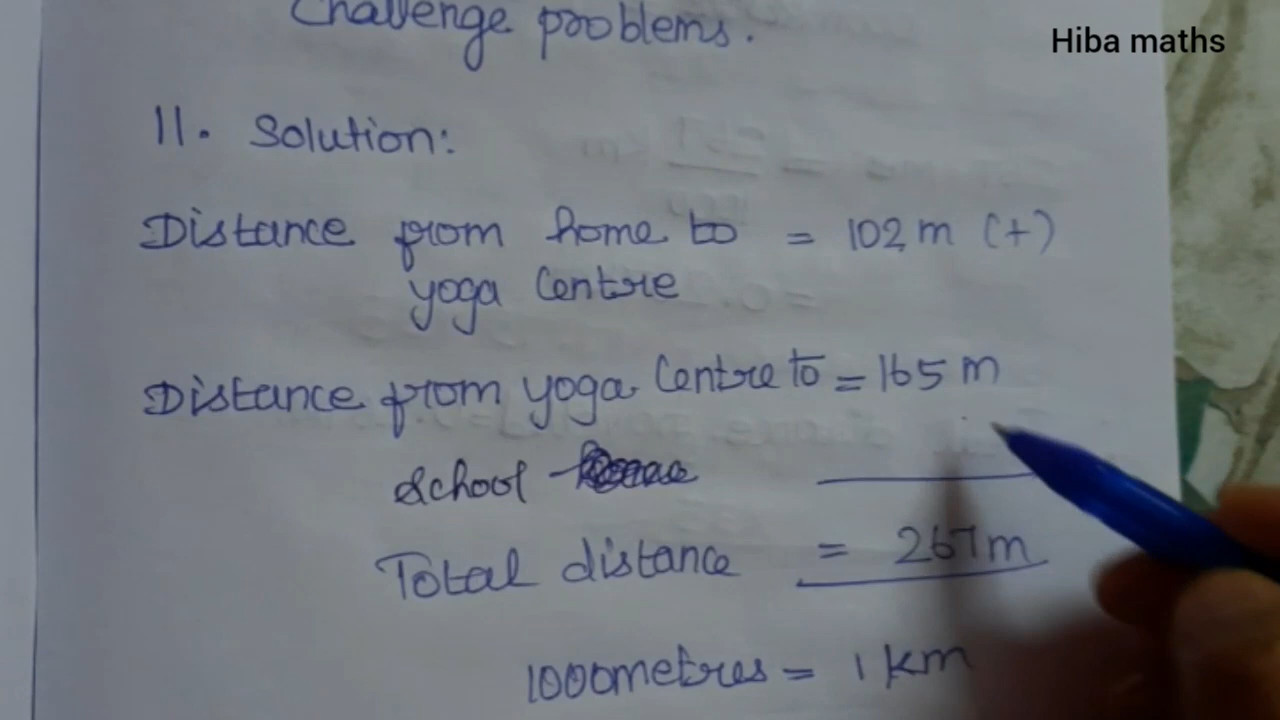 Challenge problems.
Hiba maths
11. Solution:
Distance from home to = 102 m (+)
yoga Centre
Distance from yoga Centre to = 165 m
School
Total distance = 267m
1000metres = 1 km